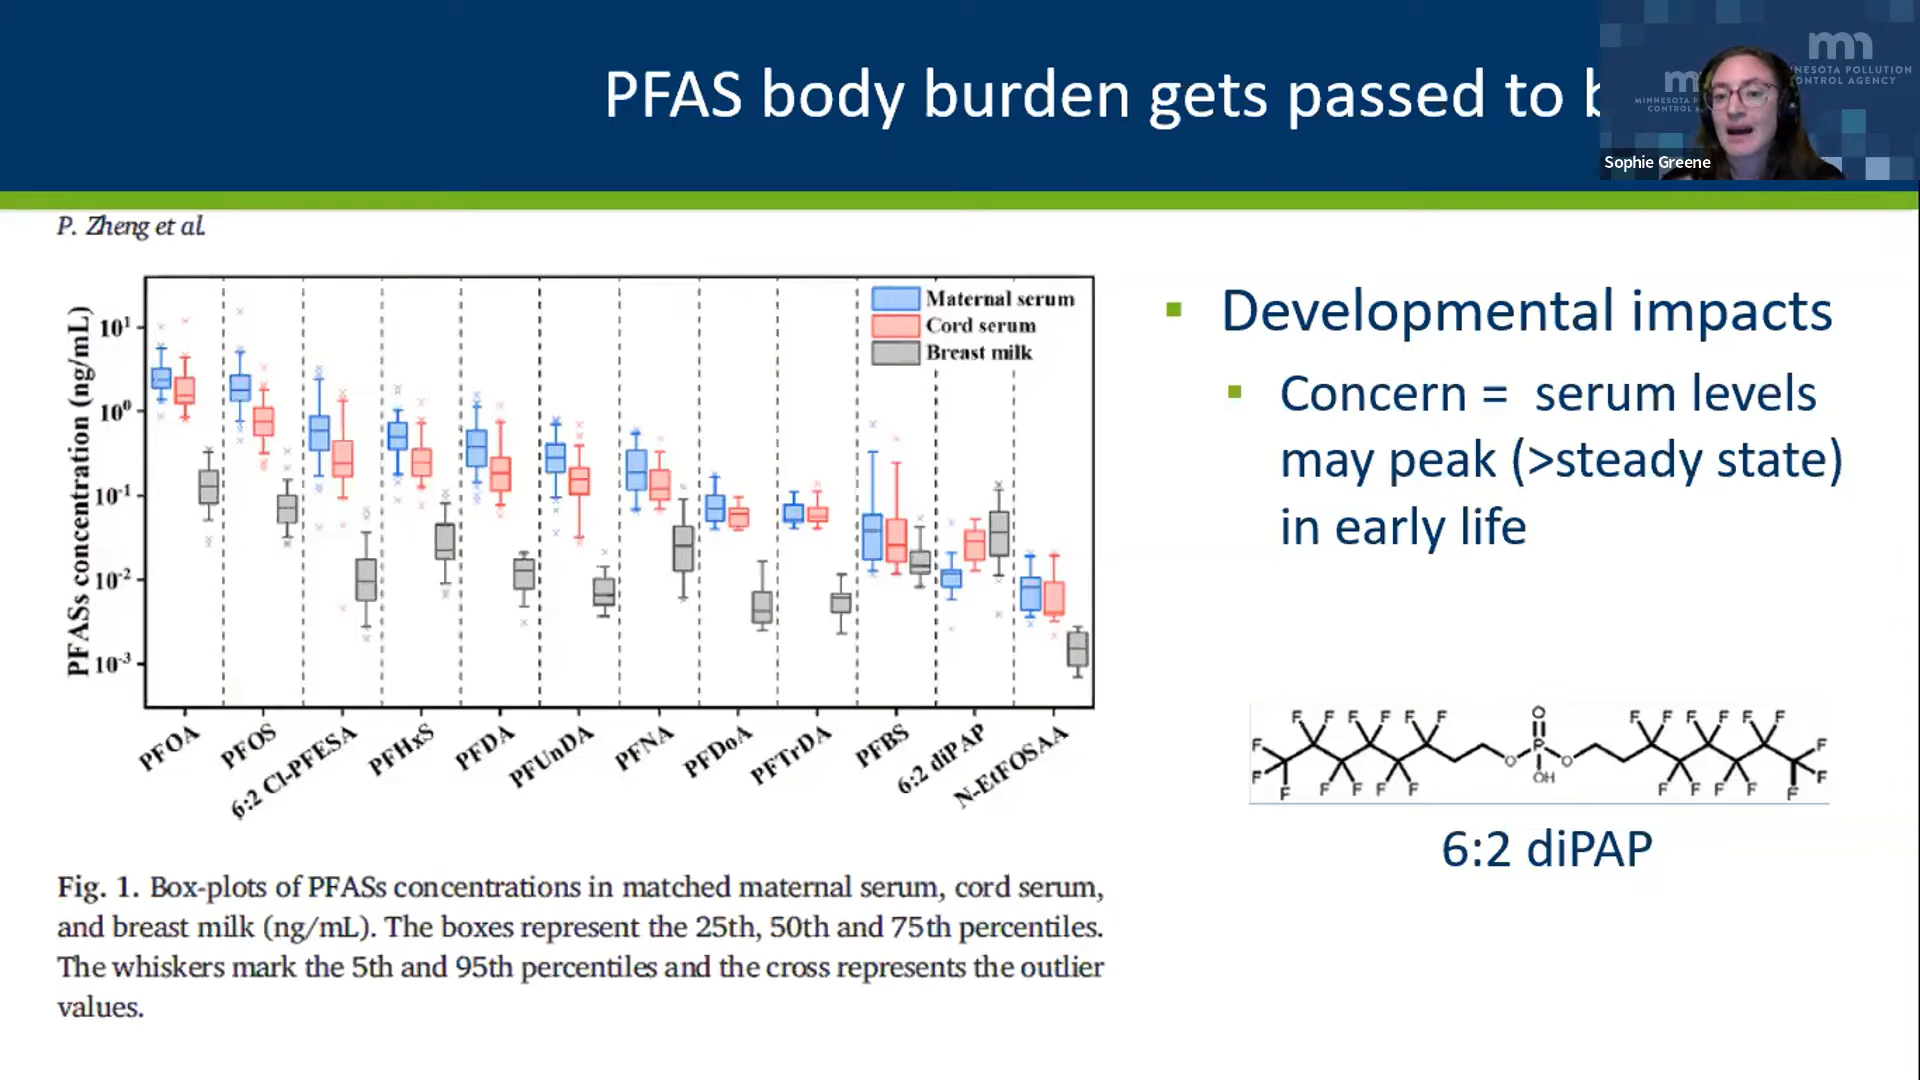 PFAS body burden gets passed to
MINNESOTA POLLUTION
CONTROL AGENCY
Sophie Greene
P. Zheng et al.
PFASs concentration (ng/mL)
10¹
10⁰
10⁻¹
10⁻²
10⁻³
Maternal serum
Cord serum
Breast milk
PFOA
PFOS
6:2 Cl-PFESA
PFHxS
PFDA
PFUnDA
PFNA
PFDoA
PFTrDA
PFBS
6:2 diPAP
N-EtFOSAA
Fig. 1. Box-plots of PFASs concentrations in matched maternal serum, cord serum,
and breast milk (ng/mL). The boxes represent the 25th, 50th and 75th percentiles.
The whiskers mark the 5th and 95th percentiles and the cross represents the outlier
values.
▪ Developmental impacts
▪ Concern = serum levels
may peak (>steady state)
in early life
F F F F F F O F F F F F F
F P F
F O OH O F
F F F F F F F F F F
6:2 diPAP